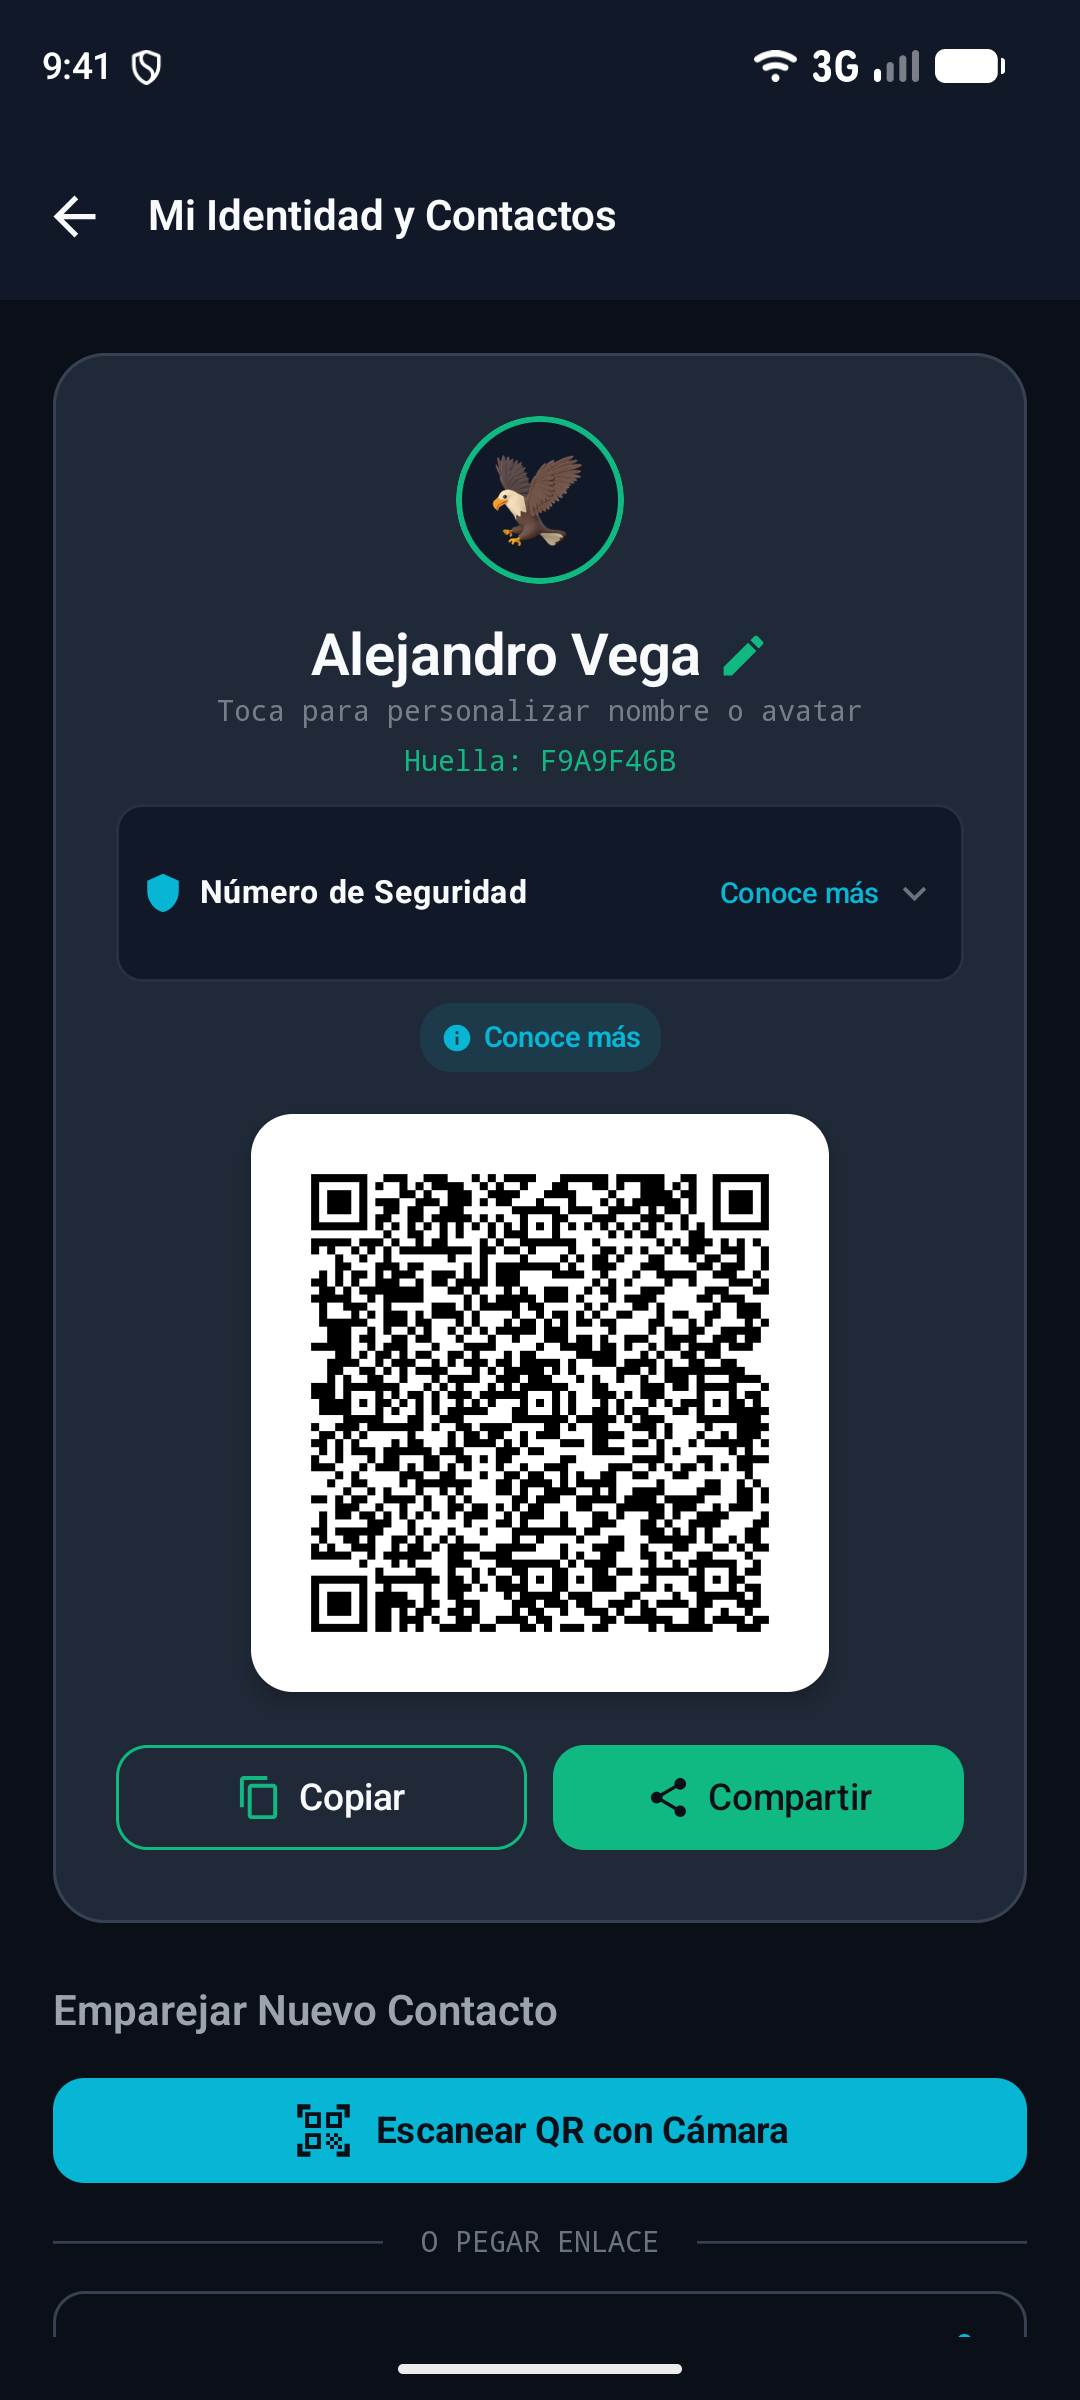 9:41
3G
Mi Identidad y Contactos
Alejandro Vega
Toca para personalizar nombre o avatar
Huella: F9A9F46B
Número de Seguridad
Conoce más
Conoce más
Copiar
Compartir
Emparejar Nuevo Contacto
Escanear QR con Cámara
O PEGAR ENLACE